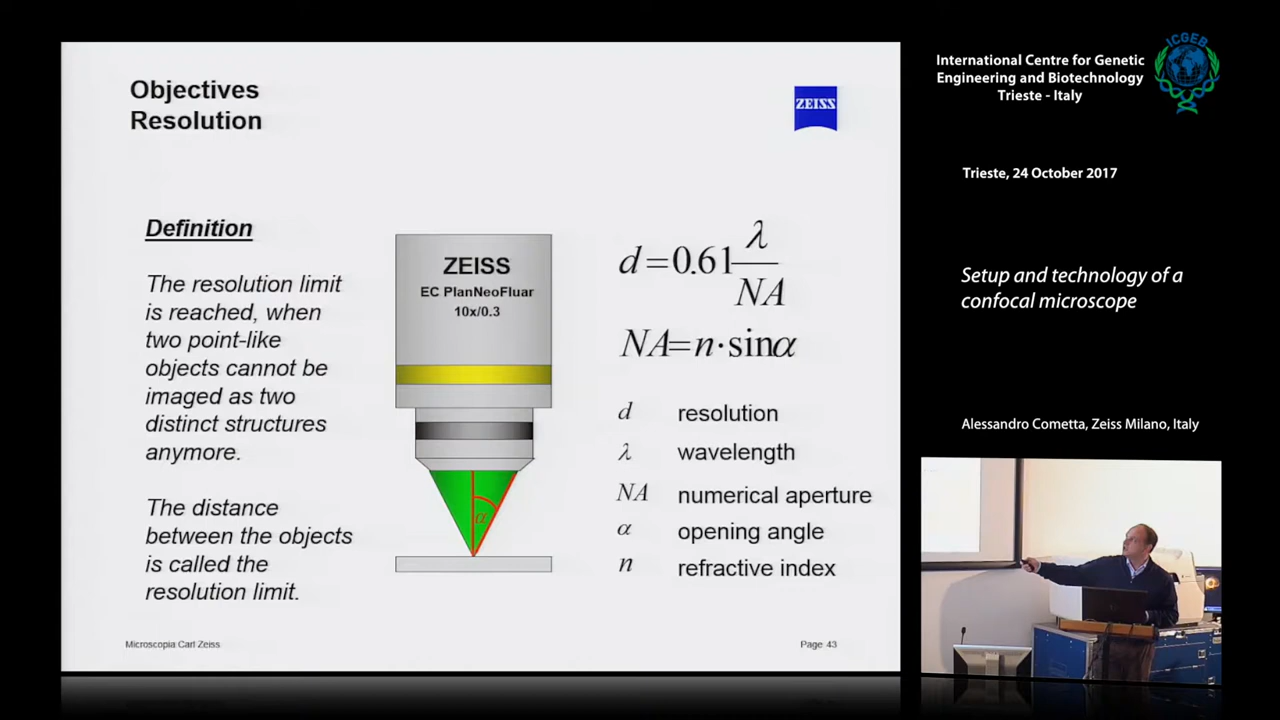 Objectives
Resolution
ZEISS
Definition
The resolution limit
is reached, when
two point-like
objects cannot be
imaged as two
distinct structures
anymore.
The distance
between the objects
is called the
resolution limit.
ZEISS
EC PlanNeoFluar
10x/0.3
α
d=0.61 λ/NA
NA=n·sinα
d resolution
λ wavelength
NA numerical aperture
α opening angle
n refractive index
Microscopia Carl Zeiss
Page 43
International Centre for Genetic
Engineering and Biotechnology
Trieste - Italy
ICGEB
Trieste, 24 October 2017
Setup and technology of a
confocal microscope
Alessandro Cometta, Zeiss Milano, Italy